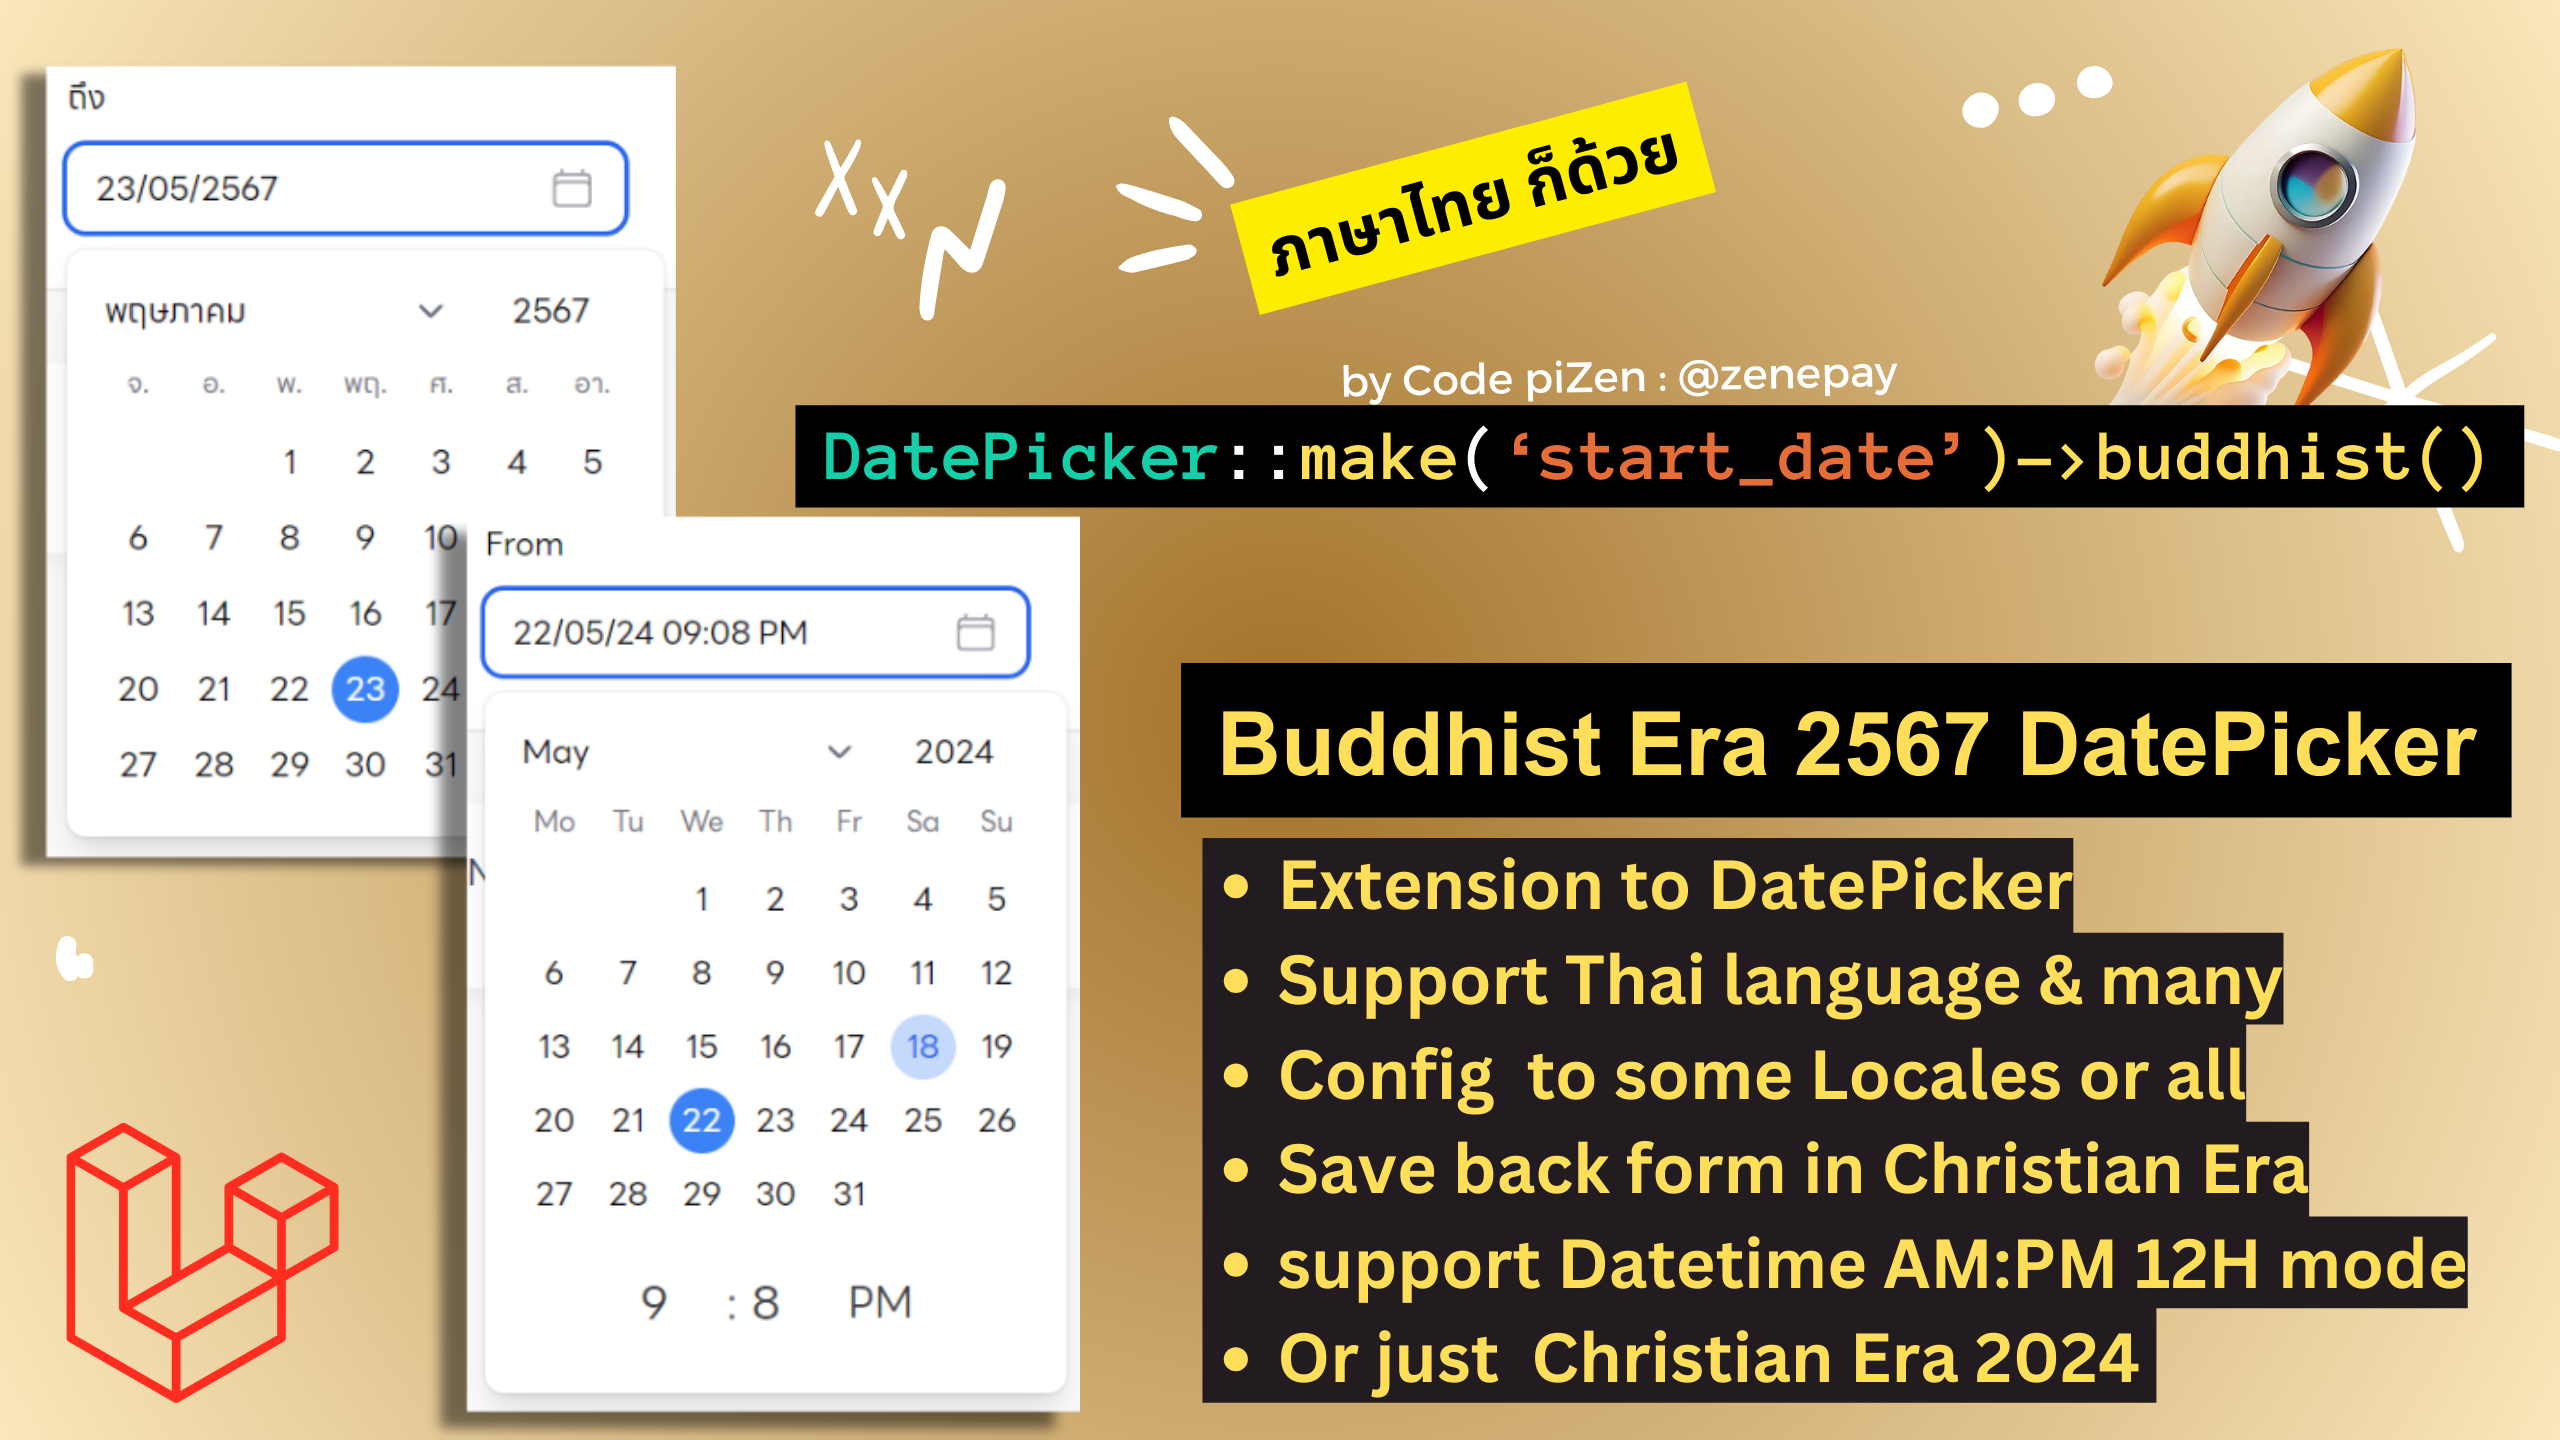 ถึง
23/05/2567
พฤษภาคม 2567
จ. อ. พ. พฤ. ศ. ส. อา.
1 2 3 4 5
6 7 8 9 10
13 14 15 16 17
20 21 22 23 24
27 28 29 30 31
From
22/05/24 09:08 PM
May 2024
Mo Tu We Th Fr Sa Su
1 2 3 4 5
6 7 8 9 10 11 12
13 14 15 16 17 18 19
20 21 22 23 24 25 26
27 28 29 30 31
9 : 8 PM
ภาษาไทย ก็ด้วย
by Code piZen : @zenepay
DatePicker::make(‘start_date’)->buddhist()
Buddhist Era 2567 DatePicker
• Extension to DatePicker
• Support Thai language & many
• Config to some Locales or all
• Save back form in Christian Era
• support Datetime AM:PM 12H mode
• Or just Christian Era 2024